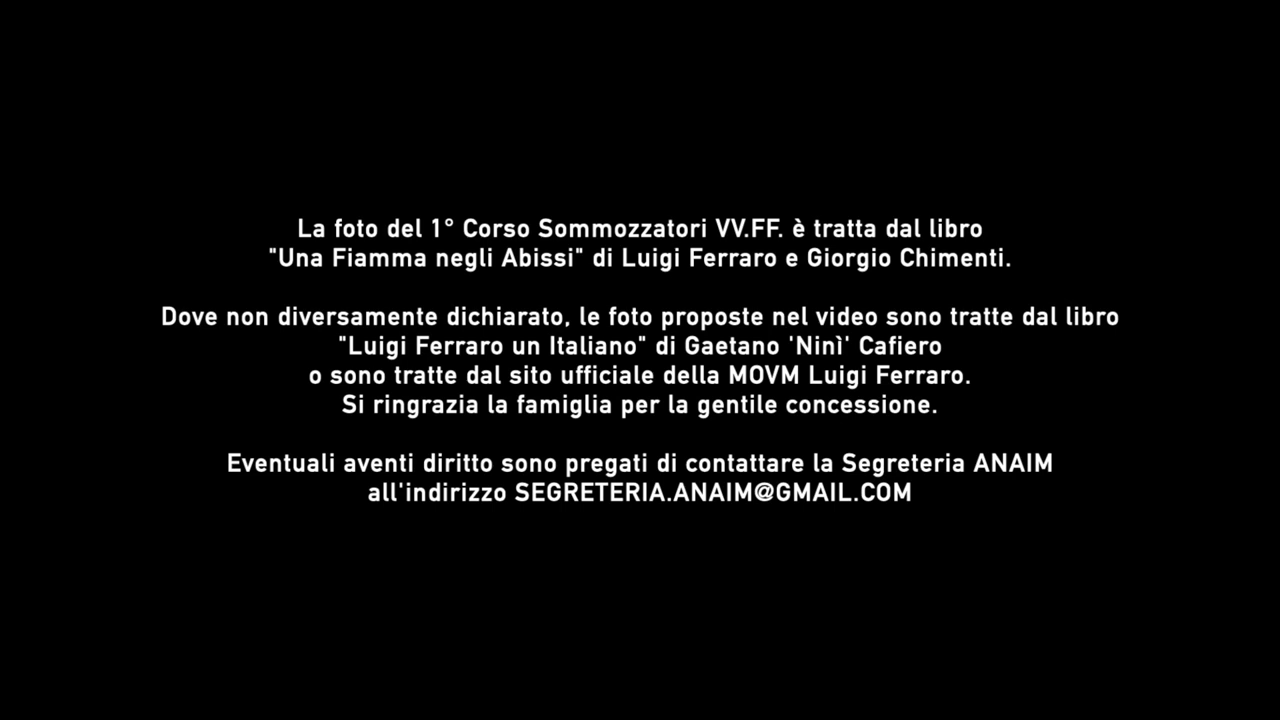 La foto del 1° Corso Sommozzatori VV.FF. è tratta dal libro
"Una Fiamma negli Abissi" di Luigi Ferraro e Giorgio Chimenti.
Dove non diversamente dichiarato, le foto proposte nel video sono tratte dal libro
"Luigi Ferraro un Italiano" di Gaetano 'Ninì' Cafiero
o sono tratte dal sito ufficiale della MOVM Luigi Ferraro.
Si ringrazia la famiglia per la gentile concessione.
Eventuali aventi diritto sono pregati di contattare la Segreteria ANAIM
all'indirizzo SEGRETERIA.ANAIM@GMAIL.COM